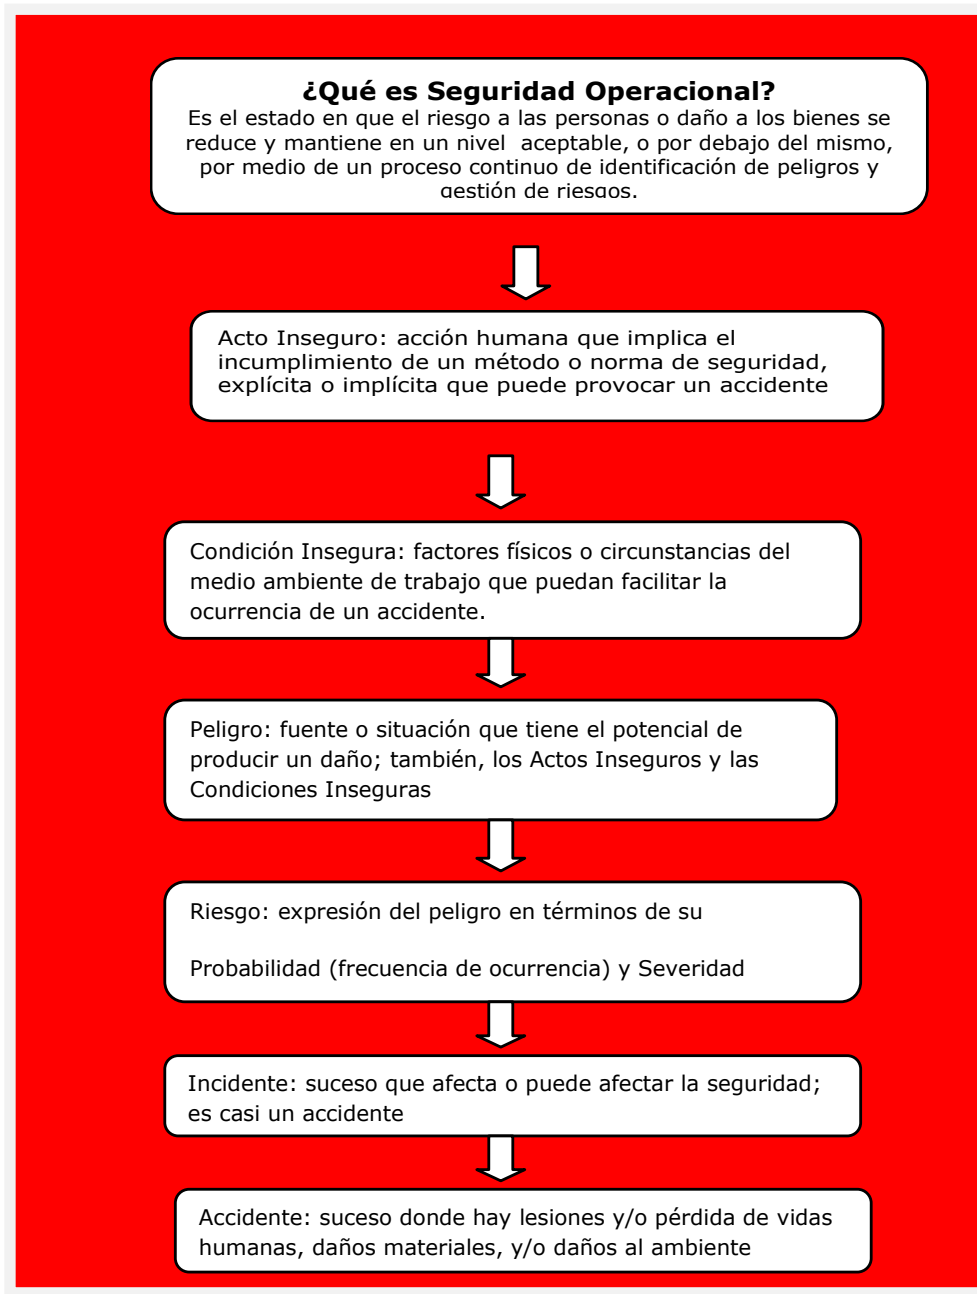 ¿Qué es Seguridad Operacional?
Es el estado en que el riesgo a las personas o daño a los bienes se
reduce y mantiene en un nivel  aceptable, o por debajo del mismo,
por medio de un proceso continuo de identificación de peligros y
gestión de riesgos.
Acto Inseguro: acción humana que implica el
incumplimiento de un método o norma de seguridad,
explícita o implícita que puede provocar un accidente
Condición Insegura: factores físicos o circunstancias del
medio ambiente de trabajo que puedan facilitar la
ocurrencia de un accidente.
Peligro: fuente o situación que tiene el potencial de
producir un daño; también, los Actos Inseguros y las
Condiciones Inseguras
Riesgo: expresión del peligro en términos de su
Probabilidad (frecuencia de ocurrencia) y Severidad
Incidente: suceso que afecta o puede afectar la seguridad;
es casi un accidente
Accidente: suceso donde hay lesiones y/o pérdida de vidas
humanas, daños materiales, y/o daños al ambiente